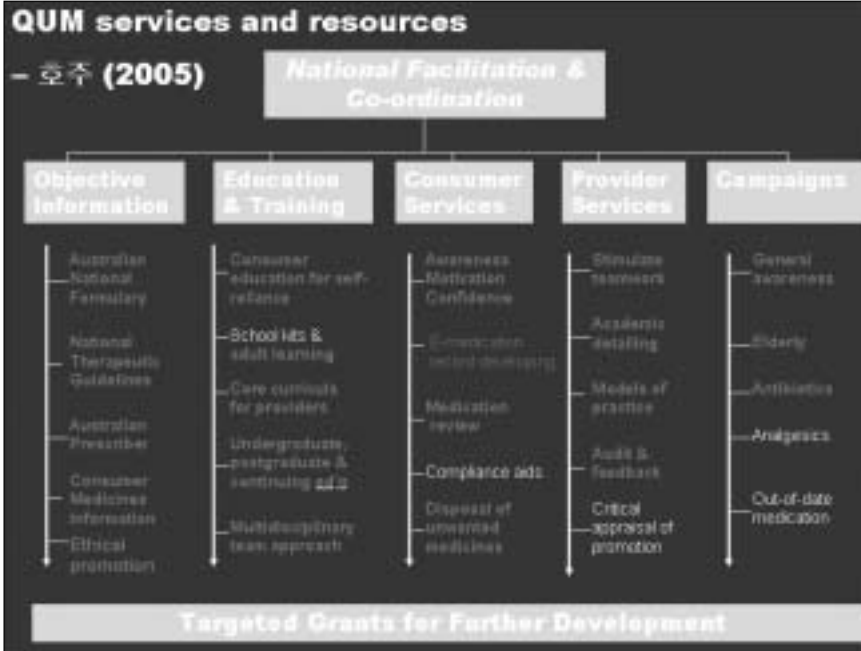 QUM services and resources
– 호주 (2005)
National Facilitation &
Co-ordination
Objective
Information
Education
& Training
Consumer
Services
Provider
Services
Campaigns
Australian
National
Formulary
National
Therapeutic
Guidelines
Australian
Prescriber
Consumer
Medicines
Information
Ethical
promotion
Consumer
education for self-
reliance
School kits &
adult learning
Core curricula
for providers
Undergraduate,
postgraduate &
continuing ed'n
Multidisciplinary
team approach
Awareness
Motivation
Confidence
E-medication
record developing
Medication
review
Compliance aids
Disposal of
unwanted
medicines
Stimulate
teamwork
Academic
detailing
Models of
practice
Audit &
feedback
Critical
appraisal of
promotion
General
awareness
Elderly
Antibiotics
Analgesics
Out-of-date
medication
Targeted Grants for Further Development